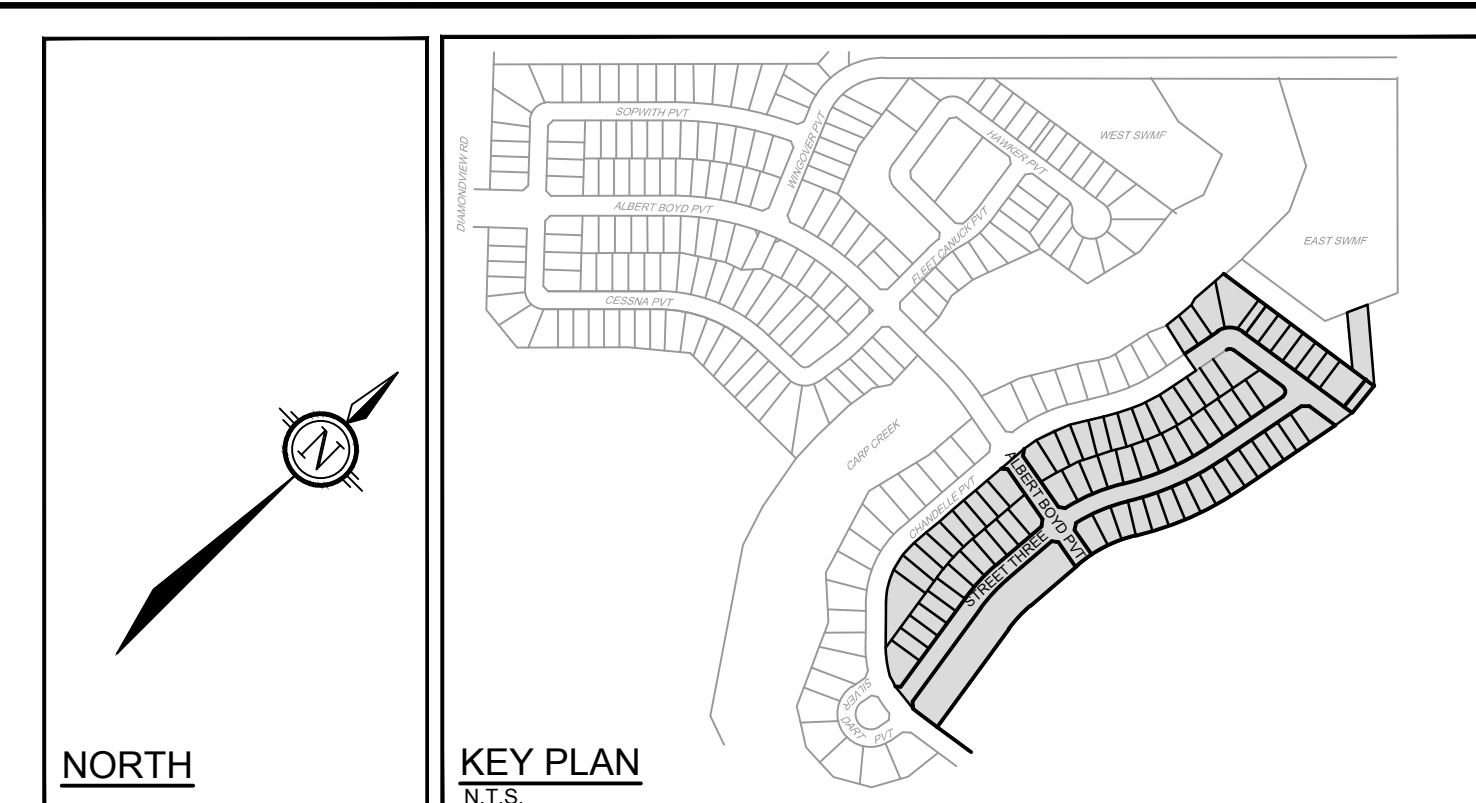 N
NORTH
KEY PLAN
N.T.S.
SOPWITH PVT
DIAMONDVIEW RD
WINGOVER PVT
ALBERT BOYD PVT
CESSNA PVT
HAWKER PVT
WEST SWMF
EAST SWMF
FLEET CANUCK PVT
CARP CREEK
CHANDELLE PVT
ALBERT BOYD PVT
STREET THREE
SILVER
DART
PVT